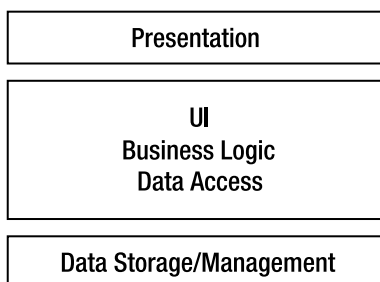 Presentation
UI
Business Logic
Data Access
Data Storage/Management